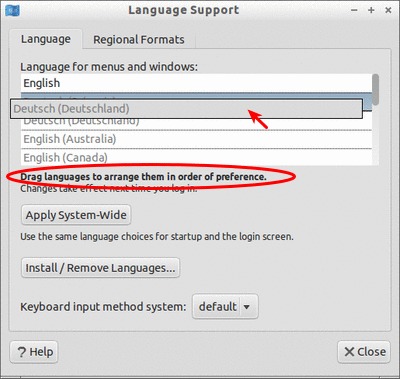 Language Support
Language
Regional Formats
Language for menus and windows:
English
Deutsch (Deutschland)
Deutsch (Deutschland)
English (Australia)
English (Canada)
Drag languages to arrange them in order of preference.
Changes take effect next time you log in.
Apply System-Wide
Use the same language choices for startup and the login screen.
Install / Remove Languages...
Keyboard input method system:
default
Help
Close